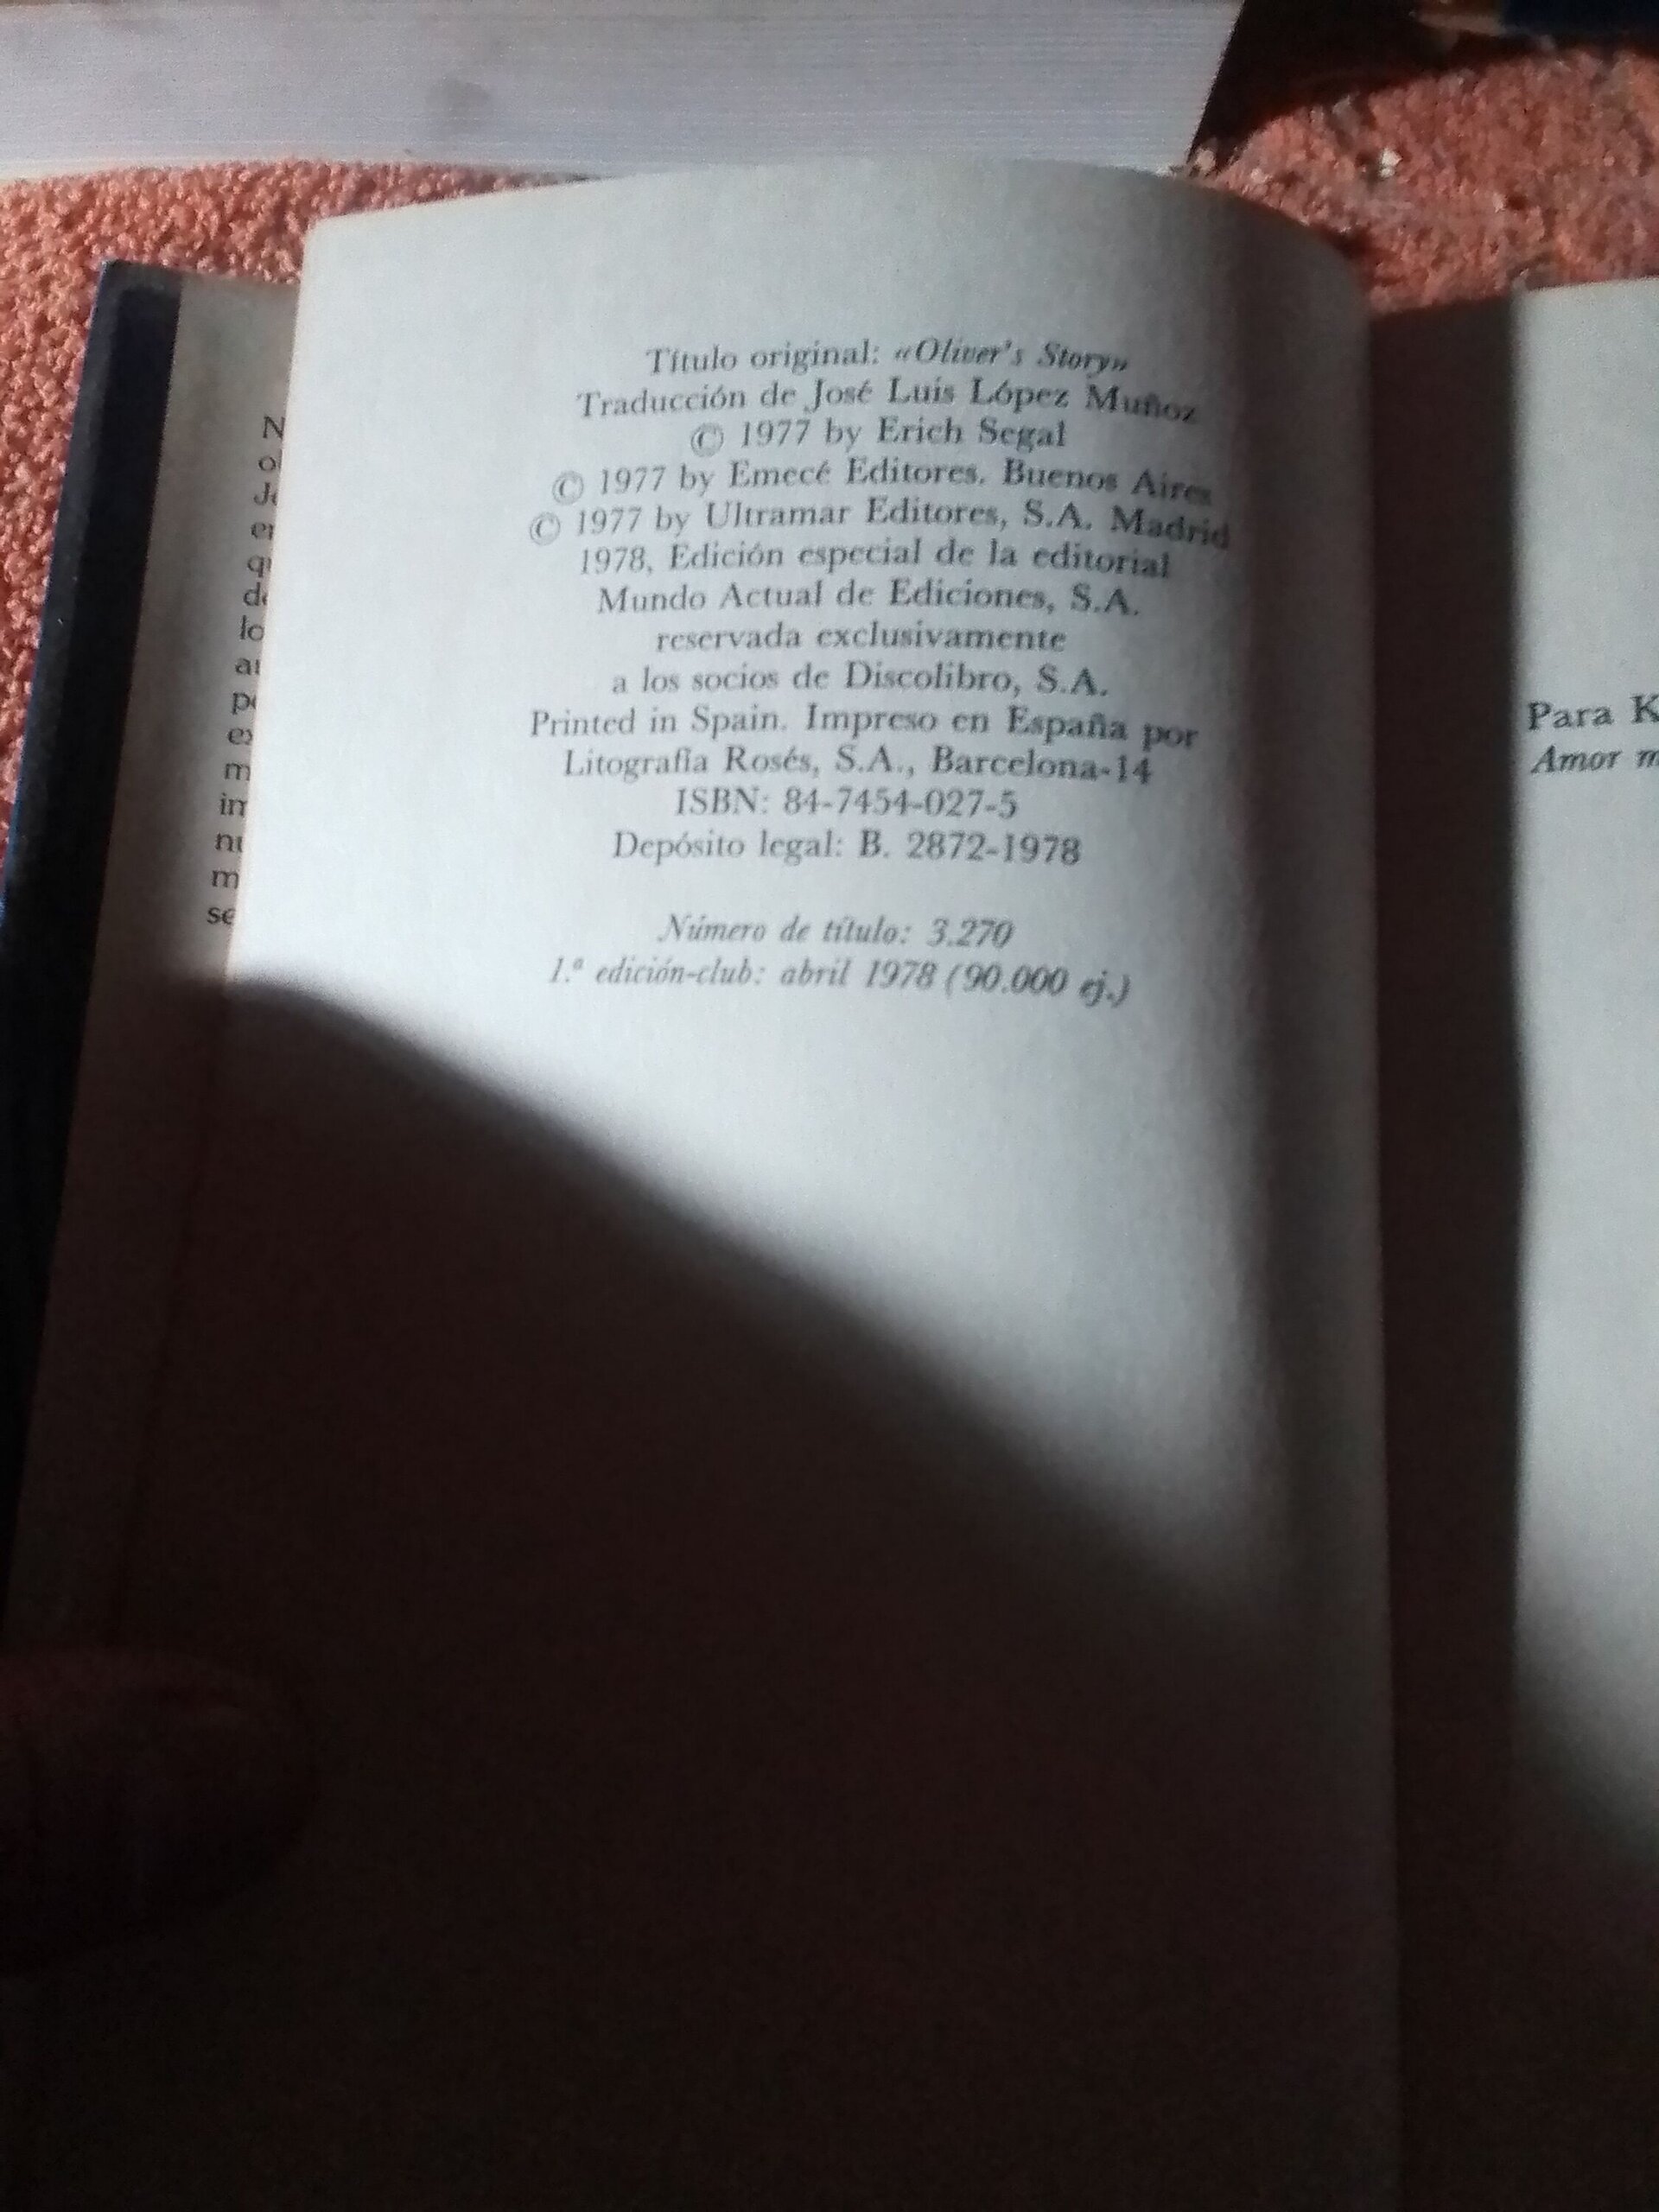 Título original: «Oliver's Story»
Traducción de José Luis López Muñoz
© 1977 by Erich Segal
© 1977 by Emecé Editores. Buenos Aires
© 1977 by Ultramar Editores, S.A. Madrid
1978, Edición especial de la editorial
Mundo Actual de Ediciones, S.A.
reservada exclusivamente
a los socios de Discolibro, S.A.
Printed in Spain. Impreso en España por
Litografía Rosés, S.A., Barcelona-14
ISBN: 84-7454-027-5
Depósito legal: B. 2872-1978
Número de título: 3.270
1.ª edición-club: abril 1978 (90.000 ej.)
Para K
Amor m